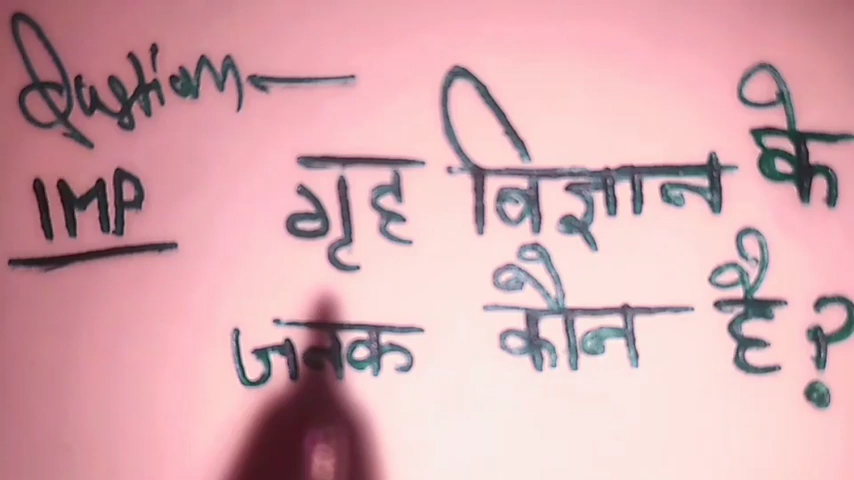 Question —
IMP गृह विज्ञान के
जनक कौन है?